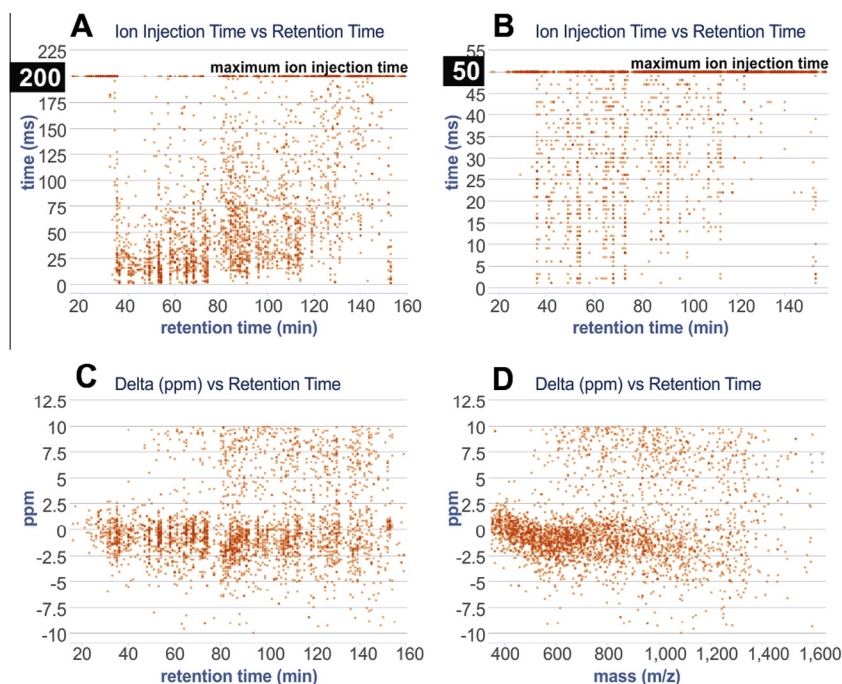 A Ion Injection Time vs Retention Time
225
maximum ion injection time
200
175
150
125
100
75
50
25
0
time (ms)
20 40 60 80 100 120 140 160
retention time (min)
B Ion Injection Time vs Retention Time
55
maximum ion injection time
50
45
40
35
30
25
20
15
10
5
0
time (ms)
20 40 60 80 100 120 140
retention time (min)
C Delta (ppm) vs Retention Time
12.5
10
7.5
5
2.5
0
-2.5
-5
-7.5
-10
ppm
20 40 60 80 100 120 140 160
retention time (min)
D Delta (ppm) vs Retention Time
12.5
10
7.5
5
2.5
0
-2.5
-5
-7.5
-10
ppm
400 600 800 1,000 1,200 1,400 1,600
mass (m/z)